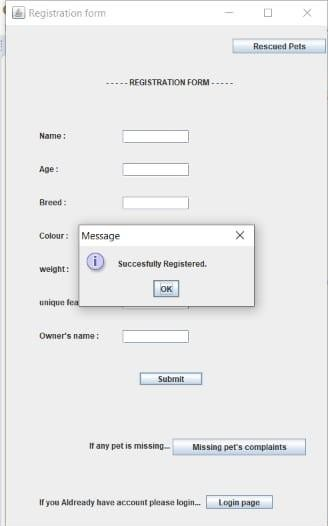 Registration form
Rescued Pets
- - - - - REGISTRATION FORM - - - - -
Name :
Age :
Breed :
Colour :
Message
Succesfully Registered.
OK
weight :
unique fea
Owner's name :
Submit
If any pet is missing...
Missing pet's complaints
If you Aldready have account please login...
Login page